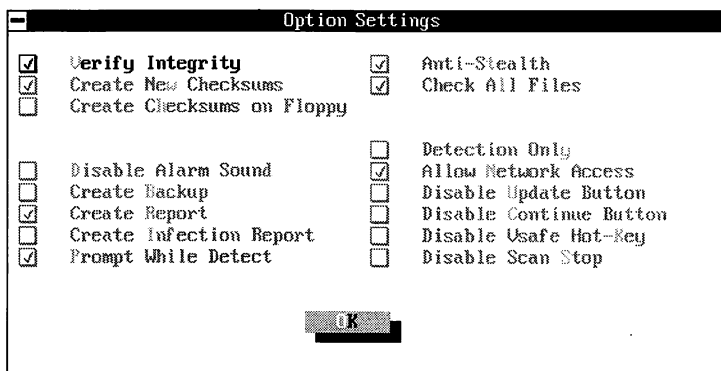 Option Settings
Verify Integrity
Create New Checksums
Create Checksums on Floppy
Disable Alarm Sound
Create Backup
Create Report
Create Infection Report
Prompt While Detect
Anti-Stealth
Check All Files
Detection Only
Allow Network Access
Disable Update Button
Disable Continue Button
Disable Vsafe Hot-Key
Disable Scan Stop
OK